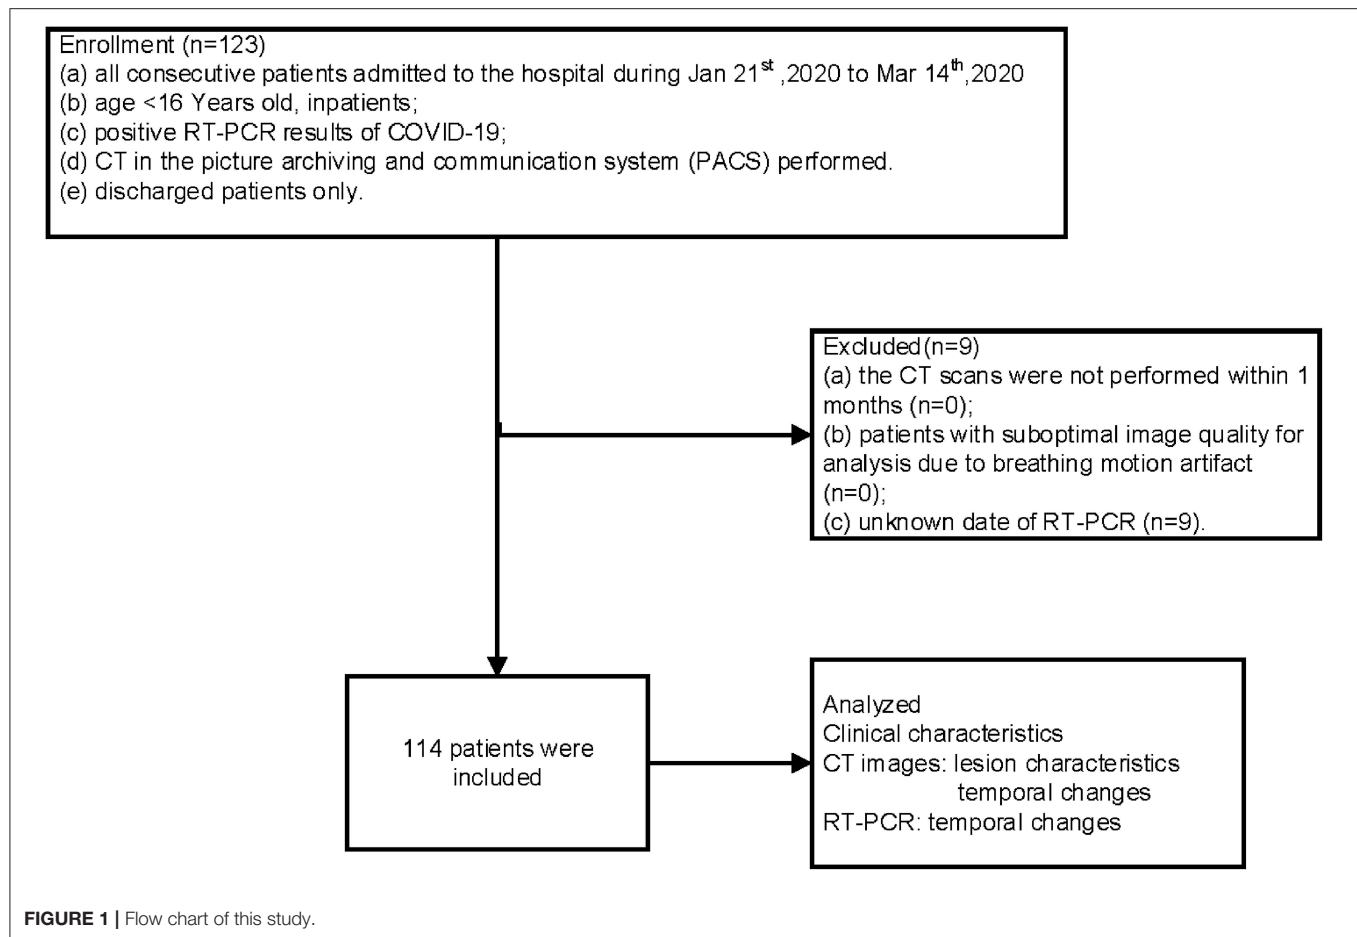 Enrollment (n=123)
(a) all consecutive patients admitted to the hospital during Jan 21st ,2020 to Mar 14th,2020
(b) age <16 Years old, inpatients;
(c) positive RT-PCR results of COVID-19;
(d) CT in the picture archiving and communication system (PACS) performed.
(e) discharged patients only.
Excluded(n=9)
(a) the CT scans were not performed within 1
months (n=0);
(b) patients with suboptimal image quality for
analysis due to breathing motion artifact
(n=0);
(c) unknown date of RT-PCR (n=9).
114 patients were
included
Analyzed
Clinical characteristics
CT images: lesion characteristics
temporal changes
RT-PCR: temporal changes
FIGURE 1 | Flow chart of this study.